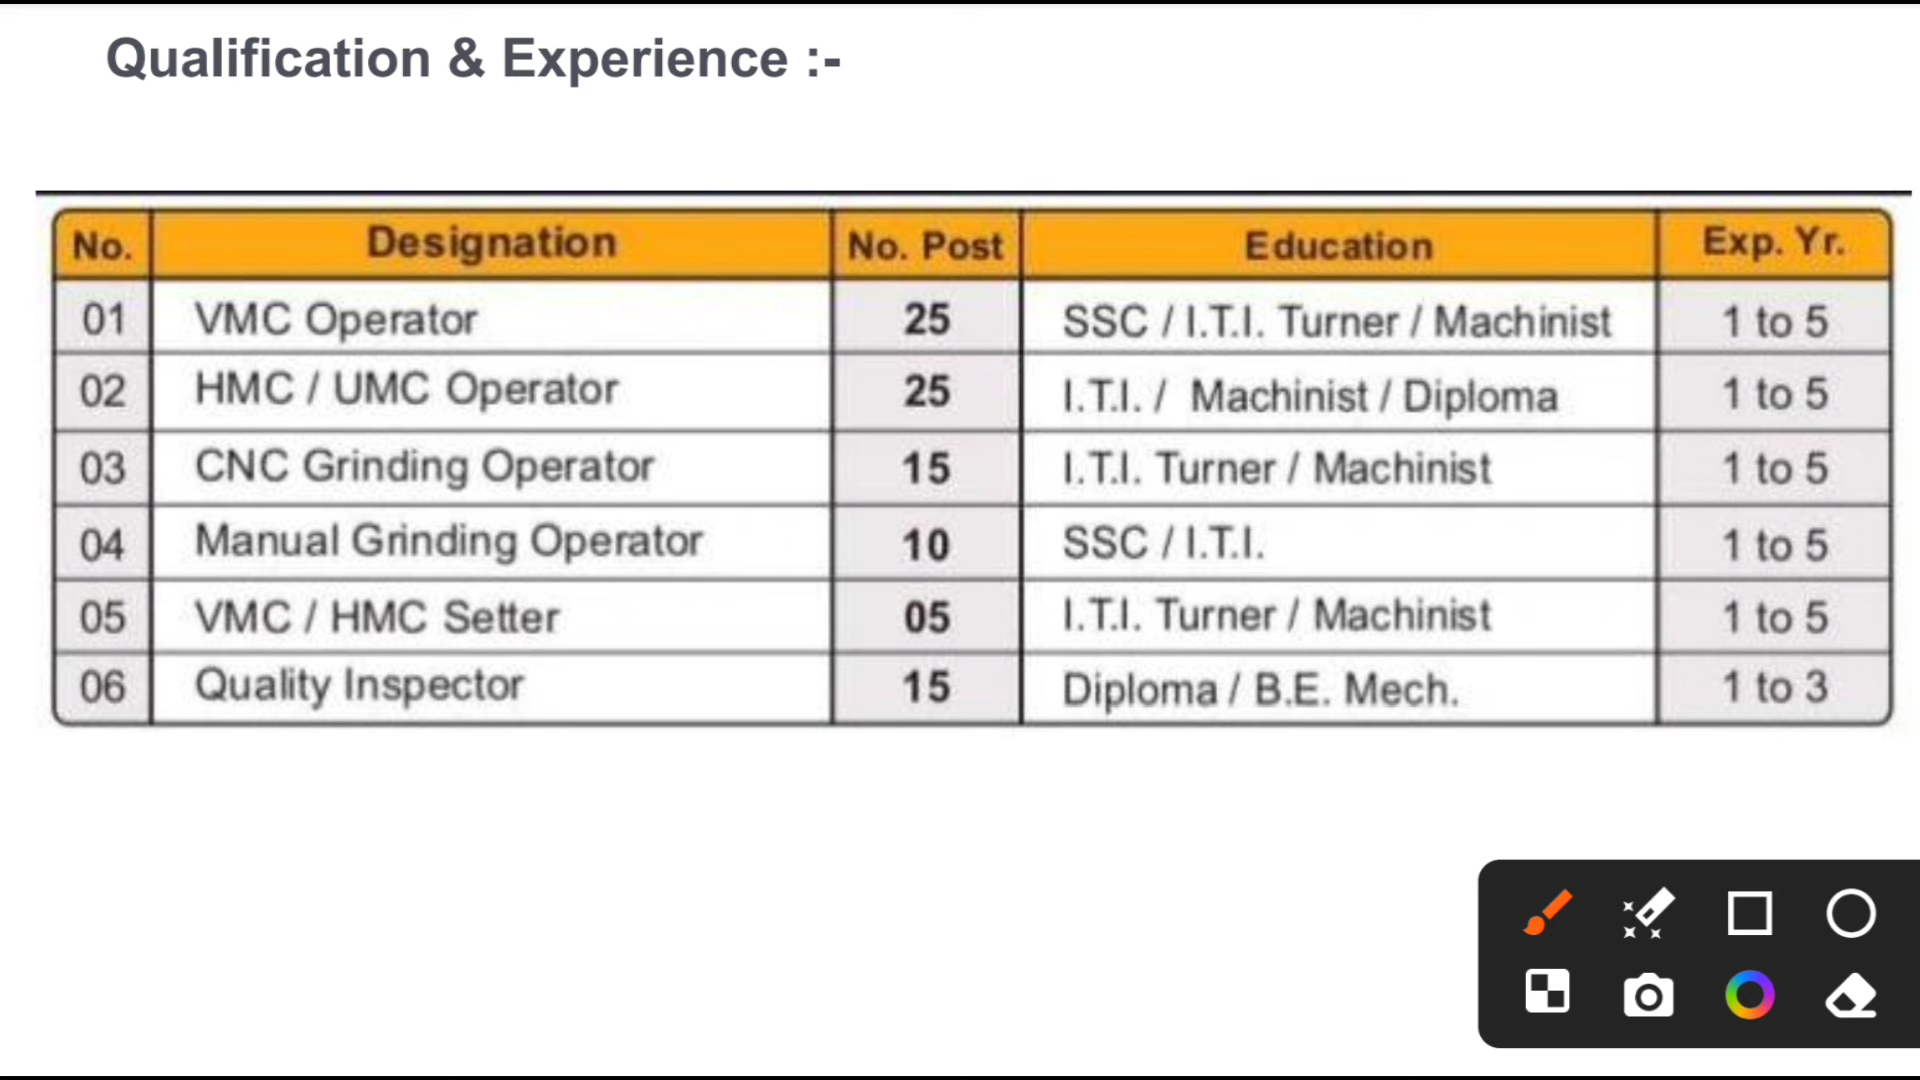 Qualification & Experience :-
No. Designation No. Post Education Exp. Yr.
01 VMC Operator 25 SSC / I.T.I. Turner / Machinist 1 to 5
02 HMC / UMC Operator 25 I.T.I. / Machinist / Diploma 1 to 5
03 CNC Grinding Operator 15 I.T.I. Turner / Machinist 1 to 5
04 Manual Grinding Operator 10 SSC / I.T.I. 1 to 5
05 VMC / HMC Setter 05 I.T.I. Turner / Machinist 1 to 5
06 Quality Inspector 15 Diploma / B.E. Mech. 1 to 3